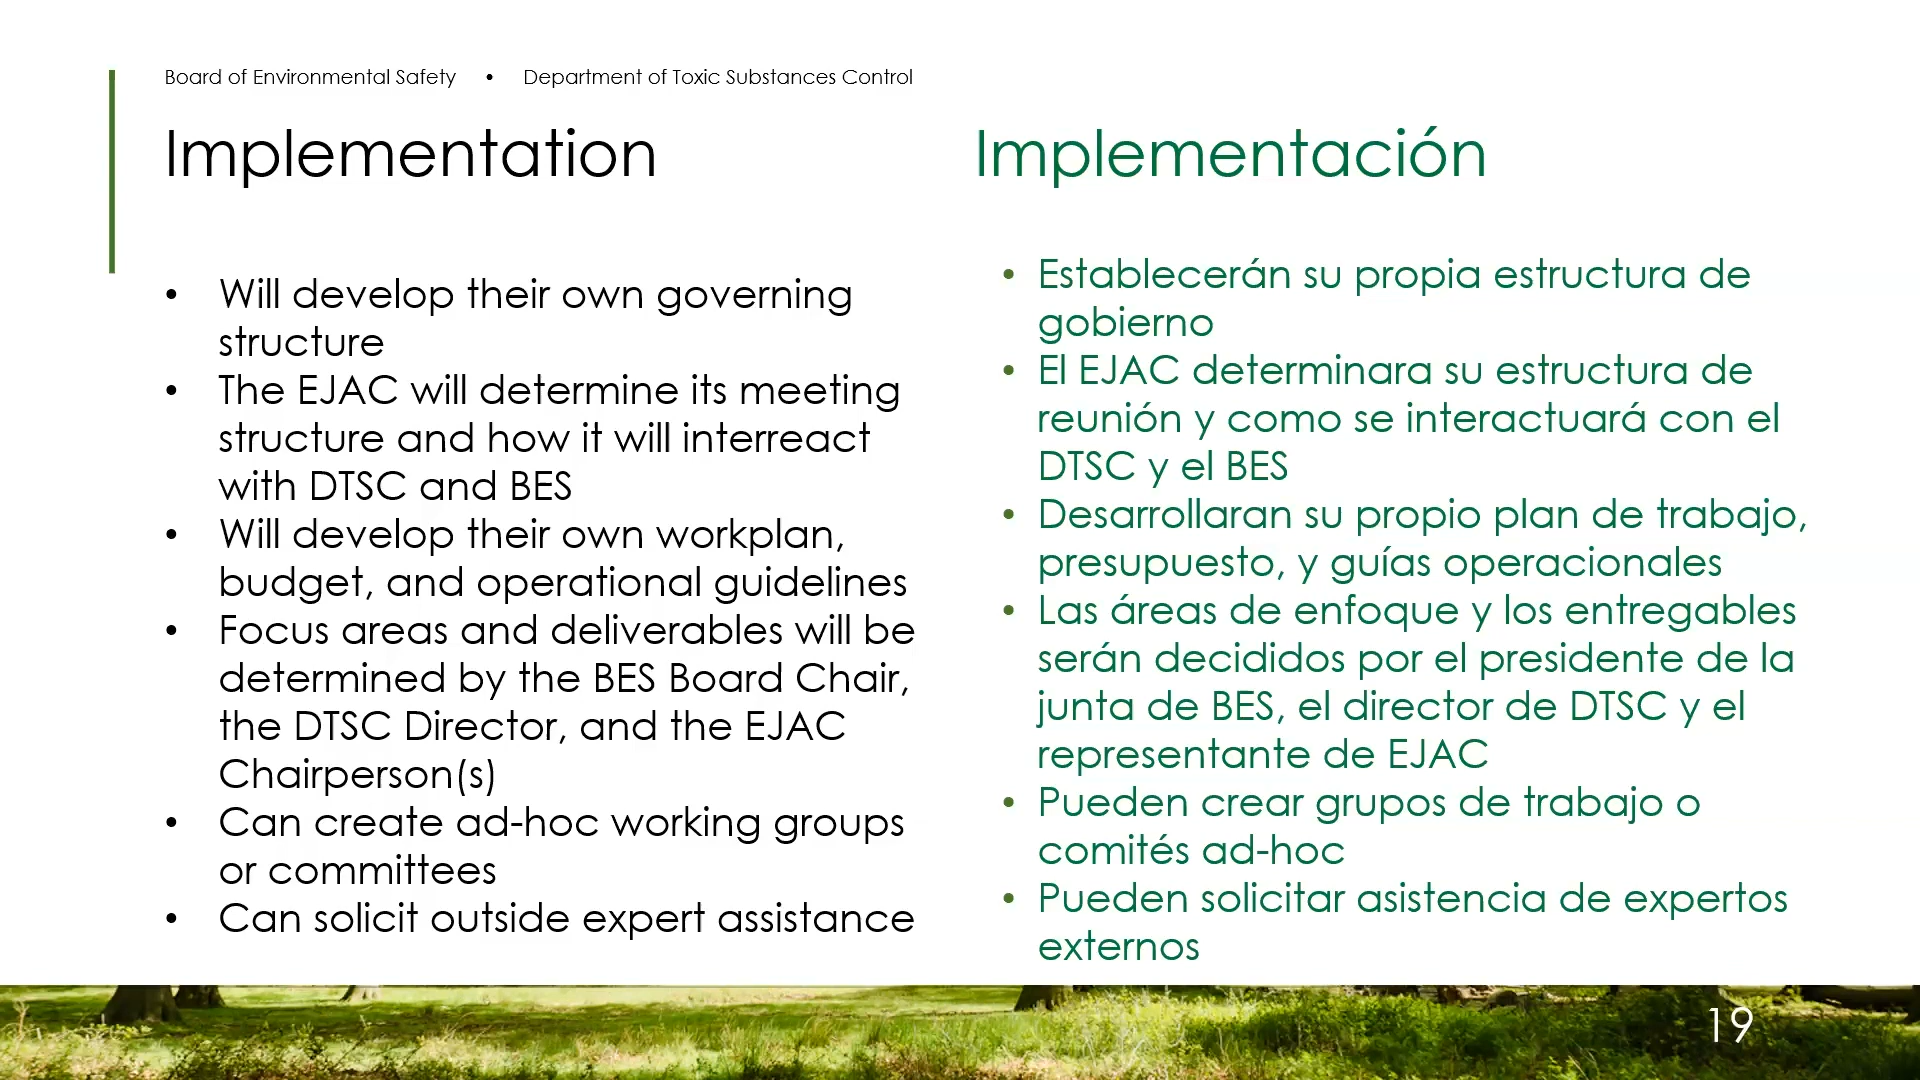 Board of Environmental Safety • Department of Toxic Substances Control
Implementation
• Will develop their own governing
structure
• The EJAC will determine its meeting
structure and how it will interreact
with DTSC and BES
• Will develop their own workplan,
budget, and operational guidelines
• Focus areas and deliverables will be
determined by the BES Board Chair,
the DTSC Director, and the EJAC
Chairperson(s)
• Can create ad-hoc working groups
or committees
• Can solicit outside expert assistance
Implementación
• Establecerán su propia estructura de
gobierno
• El EJAC determinara su estructura de
reunión y como se interactuará con el
DTSC y el BES
• Desarrollaran su propio plan de trabajo,
presupuesto, y guías operacionales
• Las áreas de enfoque y los entregables
serán decididos por el presidente de la
junta de BES, el director de DTSC y el
representante de EJAC
• Pueden crear grupos de trabajo o
comités ad-hoc
• Pueden solicitar asistencia de expertos
externos
19